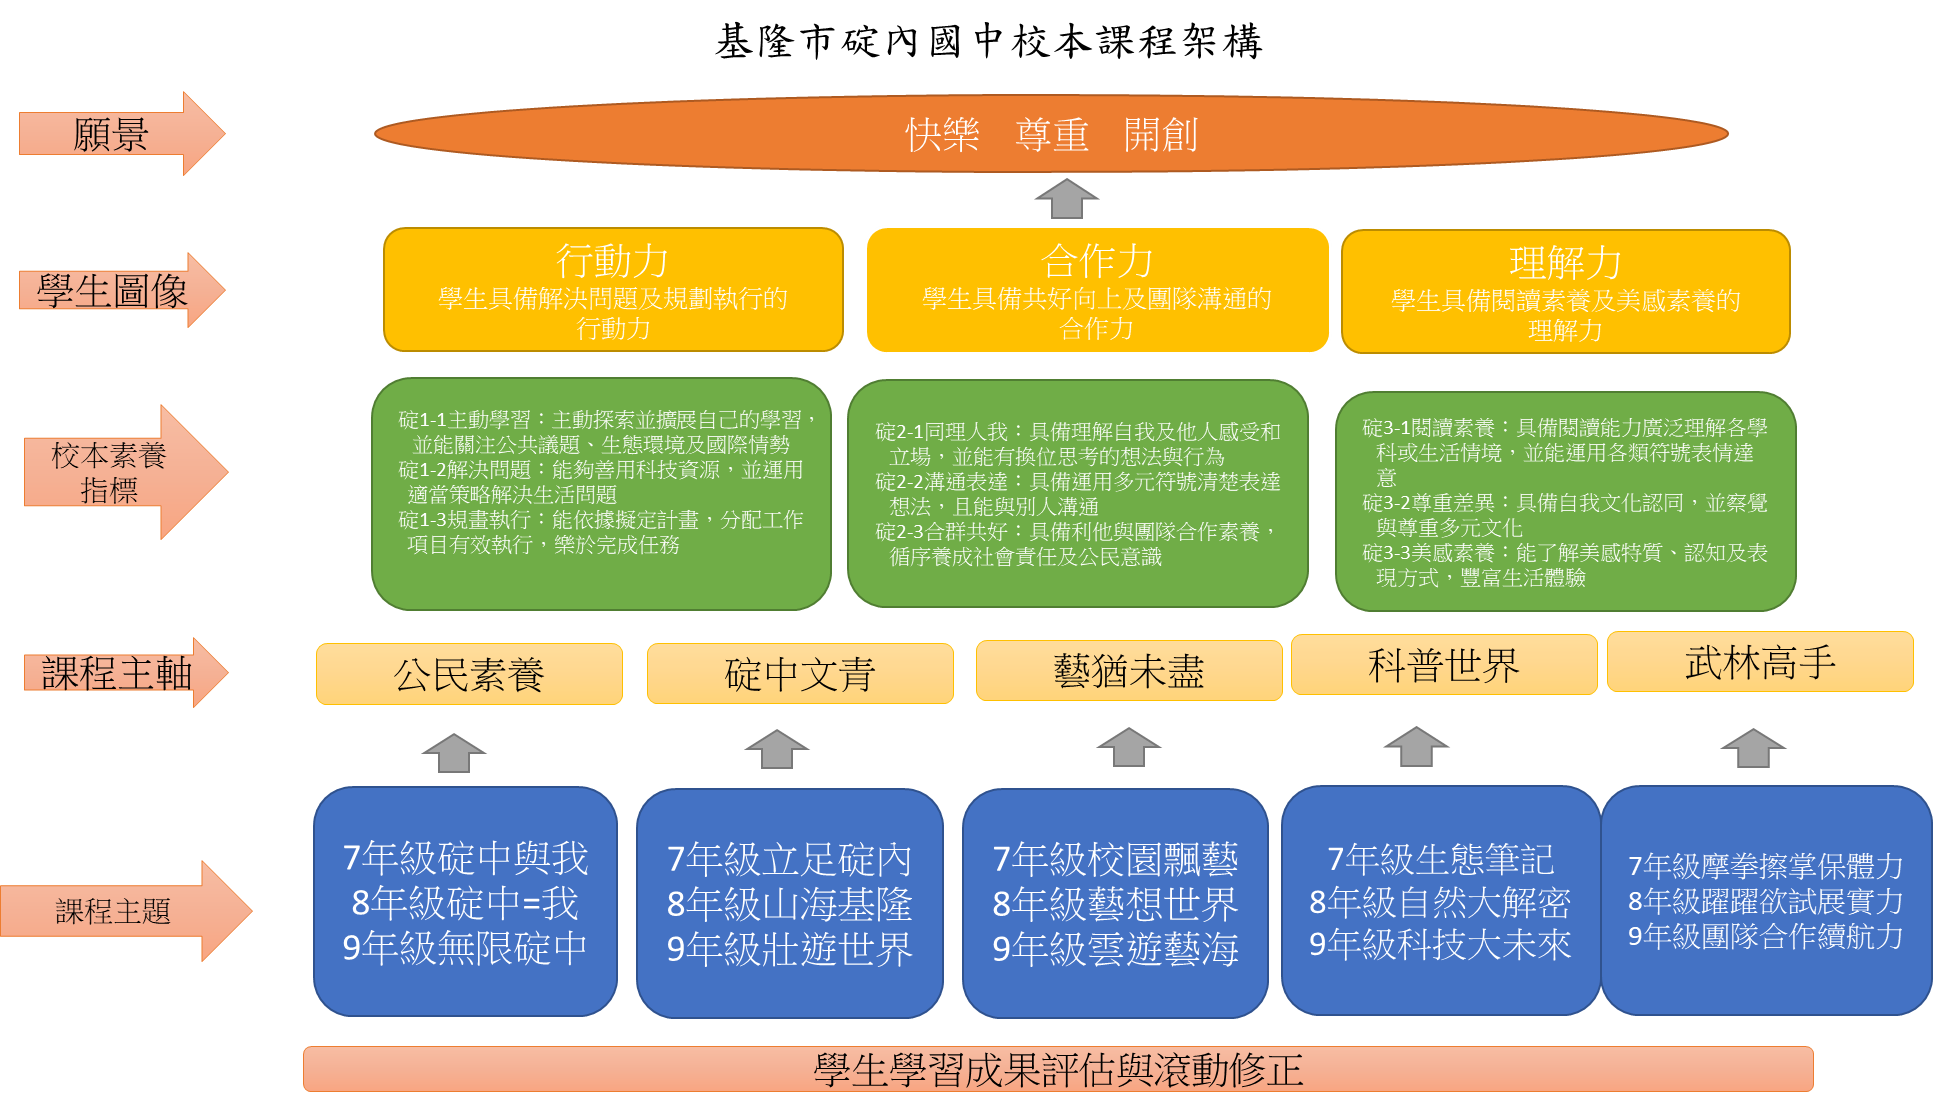 基隆市碇內國中校本課程架構
願景
快樂　尊重　開創
學生圖像
行動力
學生具備解決問題及規劃執行的
行動力
合作力
學生具備共好向上及團隊溝通的
合作力
理解力
學生具備閱讀素養及美感素養的
理解力
校本素養
指標
碇1-1主動學習：主動探索並擴展自己的學習，
並能關注公共議題、生態環境及國際情勢
碇1-2解決問題：能夠善用科技資源，並運用
適當策略解決生活問題
碇1-3規畫執行：能依據擬定計畫，分配工作
項目有效執行，樂於完成任務
碇2-1同理人我：具備理解自我及他人感受和
立場，並能有換位思考的想法與行為
碇2-2溝通表達：具備運用多元符號清楚表達
想法，且能與別人溝通
碇2-3合群共好：具備利他與團隊合作素養，
循序養成社會責任及公民意識
碇3-1閱讀素養：具備閱讀能力廣泛理解各學
科或生活情境，並能運用各類符號表情達
意
碇3-2尊重差異：具備自我文化認同，並察覺
與尊重多元文化
碇3-3美感素養：能了解美感特質、認知及表
現方式，豐富生活體驗
課程主軸
公民素養
碇中文青
藝猶未盡
科普世界
武林高手
課程主題
7年級碇中與我
8年級碇中=我
9年級無限碇中
7年級立足碇內
8年級山海基隆
9年級壯遊世界
7年級校園飄藝
8年級藝想世界
9年級雲遊藝海
7年級生態筆記
8年級自然大解密
9年級科技大未來
7年級摩拳擦掌保體力
8年級躍躍欲試展實力
9年級團隊合作續航力
學生學習成果評估與滾動修正